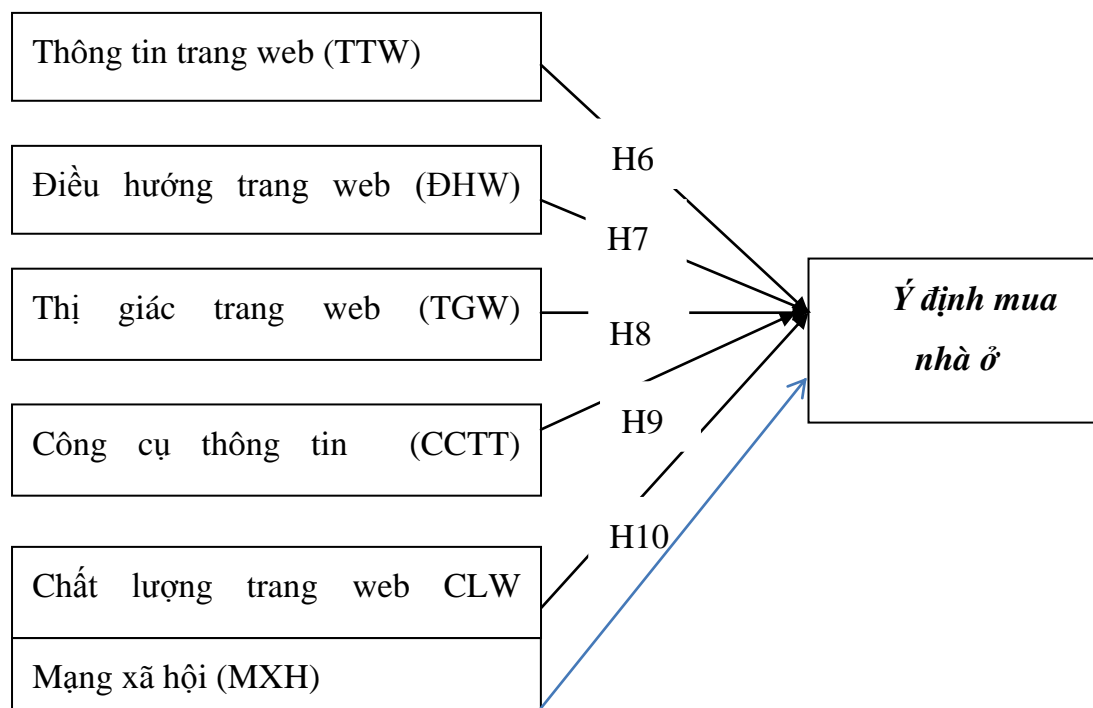 Thông tin trang web (TTW)
H6
Điều hướng trang web (ĐHW)
H7
Thị giác trang web (TGW)
H8
Ý định mua
nhà ở
Công cụ thông tin (CCTT)
H9
H10
Chất lượng trang web CLW
Mạng xã hội (MXH)